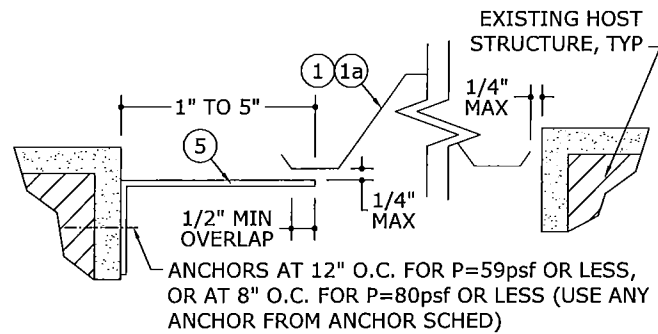 EXISTING HOST
STRUCTURE, TYP
1 1a
1" TO 5"
1/4"
MAX
5
1/4"
MAX
1/2" MIN
OVERLAP
ANCHORS AT 12" O.C. FOR P=59psf OR LESS,
OR AT 8" O.C. FOR P=80psf OR LESS (USE ANY
ANCHOR FROM ANCHOR SCHED)